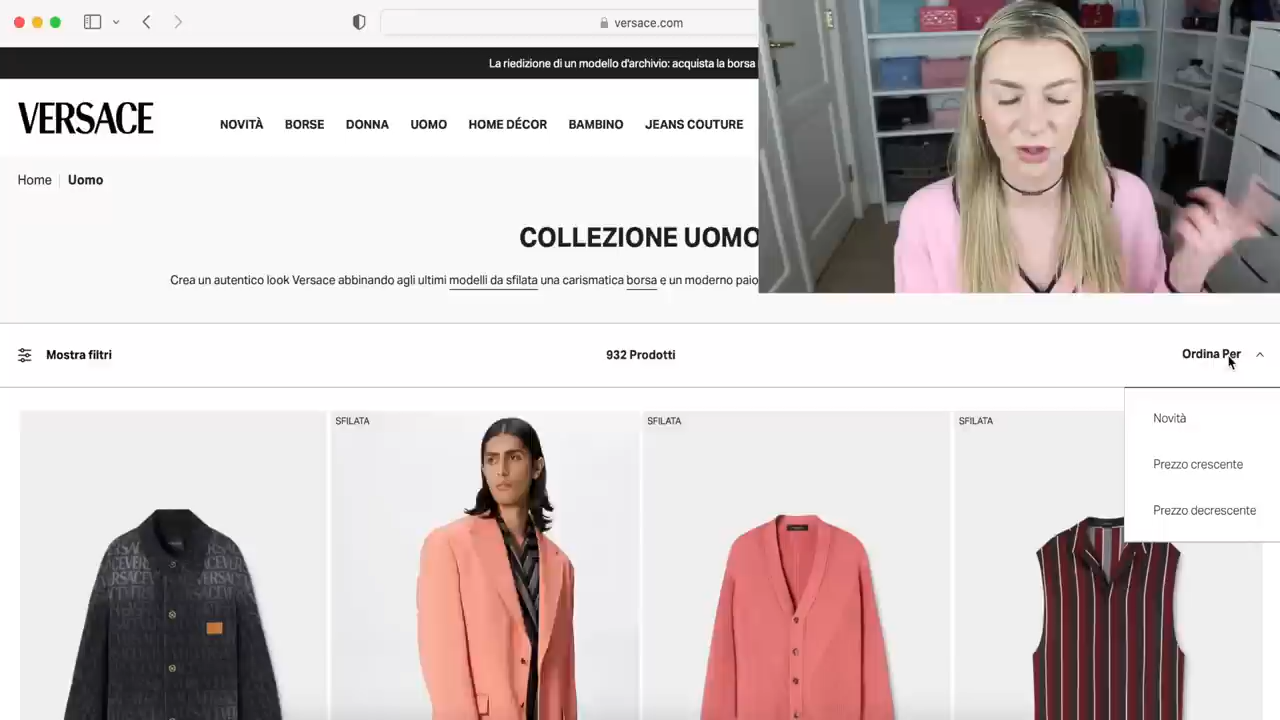 versace.com
La riedizione di un modello d'archivio: acquista la borsa
VERSACE
NOVITÀ BORSE DONNA UOMO HOME DÉCOR BAMBINO JEANS COUTURE
Home Uomo
COLLEZIONE UOMO
Crea un autentico look Versace abbinando agli ultimi modelli da sfilata una carismatica borsa e un moderno paio
Mostra filtri 932 Prodotti Ordina Per
SFILATA SFILATA SFILATA
Novità
Prezzo crescente
Prezzo decrescente